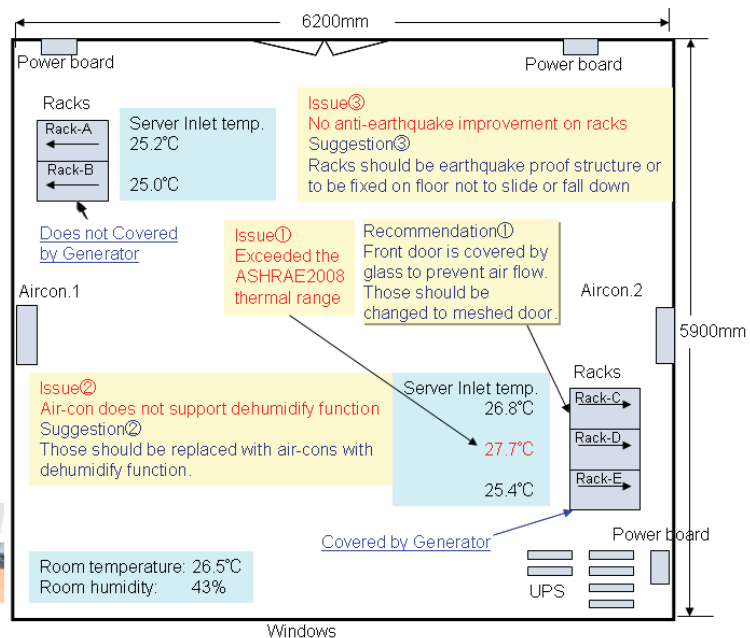 6200mm
Power board
Power board
Racks
Rack-A
Rack-B
Server Inlet temp.
25.2°C
25.0°C
Issue③
No anti-earthquake improvement on racks
Suggestion③
Racks should be earthquake proof structure or
to be fixed on floor not to slide or fall down
Does not Covered
by Generator
Issue①
Exceeded the
ASHRAE2008
thermal range
Recommendation①
Front door is covered by
glass to prevent air flow.
Those should be
changed to meshed door.
Aircon.1
Aircon.2
5900mm
Issue②
Air-con does not support dehumidify function
Suggestion②
Those should be replaced with air-cons with
dehumidify function.
Server Inlet temp.
26.8°C
27.7°C
25.4°C
Racks
Rack-C
Rack-D
Rack-E
Covered by Generator
Power board
UPS
Room temperature: 26.5°C
Room humidity: 43%
Windows